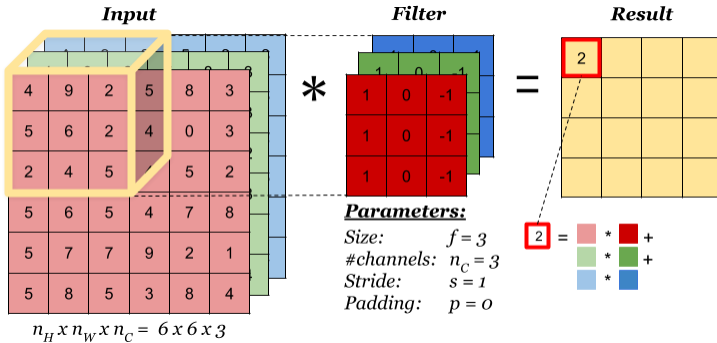 Input Filter Result
4 9 2 5 8 3
5 6 2 4 0 3
2 4 5 4 5 2
5 6 5 4 7 8
5 7 7 9 2 1
5 8 5 3 8 4
n_H x n_W x n_C = 6 x 6 x 3
*
1 0 -1
1 0 -1
1 0 -1
Parameters:
Size: f = 3
#channels: n_C = 3
Stride: s = 1
Padding: p = 0
=
2
2 = * +
* +
*